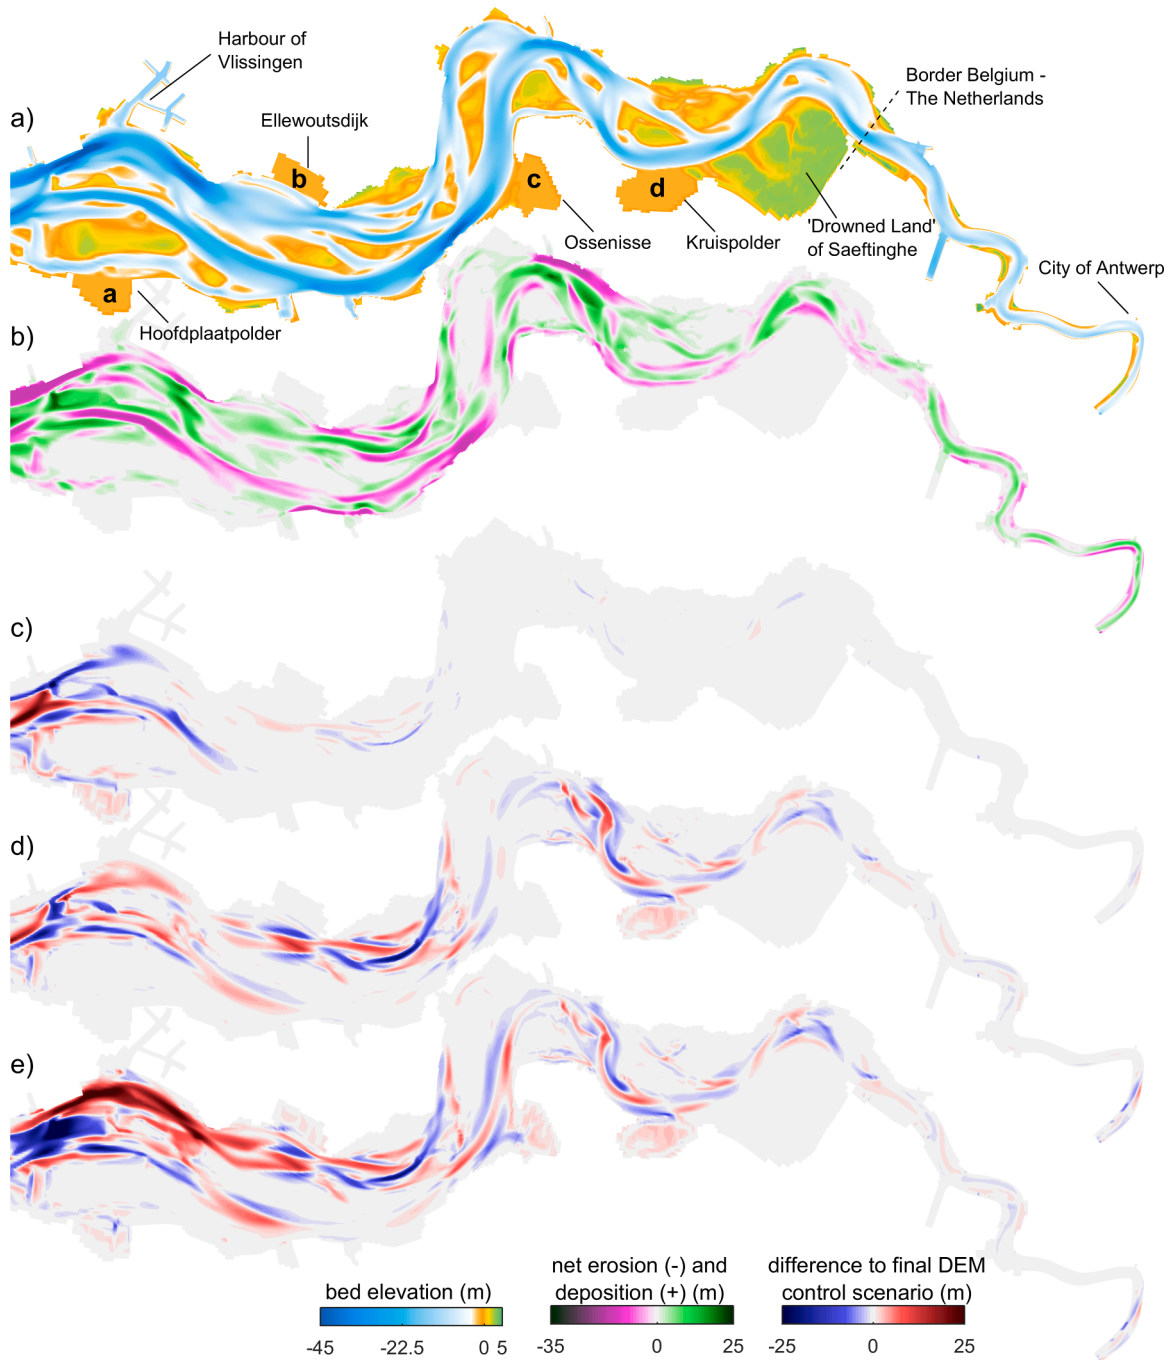 Harbour of
Vlissingen
a)
Ellewoutsdijk
b
Border Belgium -
The Netherlands
c
d
Ossenisse
Kruispolder
'Drowned Land'
of Saeftinghe
City of Antwerp
a
Hoofdplaatpolder
b)
c)
d)
e)
bed elevation (m)
-45 -22.5 0 5
net erosion (-) and
deposition (+) (m)
-35 0 25
difference to final DEM
control scenario (m)
-25 0 25